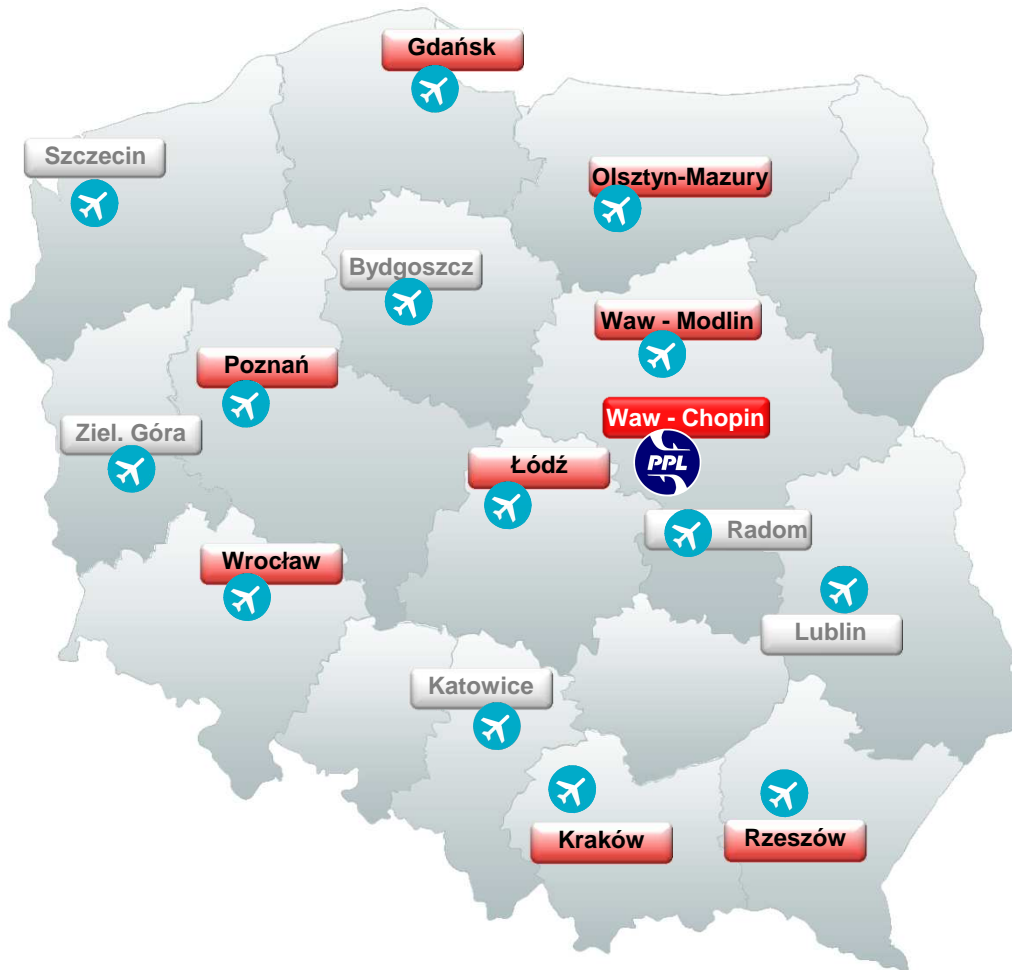 Gdańsk
Szczecin
Olsztyn-Mazury
Bydgoszcz
Waw - Modlin
Poznań
Waw - Chopin
Ziel. Góra
PPL
Łódź
Radom
Wrocław
Lublin
Katowice
Kraków
Rzeszów